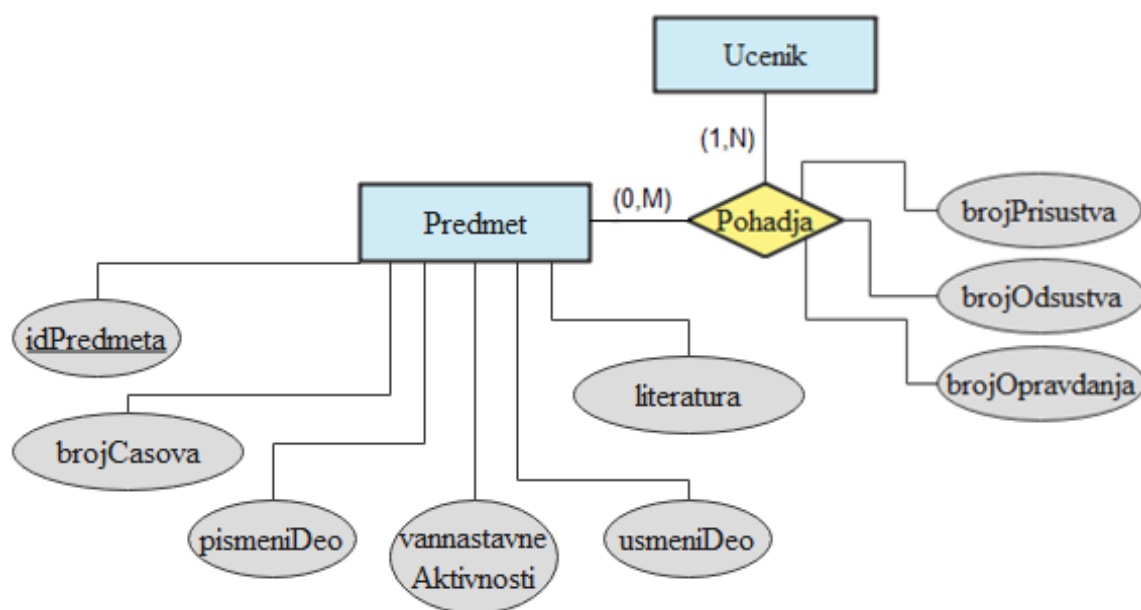 Ucenik
(1,N)
(0,M)
Predmet
Pohadja
brojPrisustva
brojOdsustva
brojOpravdanja
idPredmeta
literatura
brojCasova
pismeniDeo
vannastavne
Aktivnosti
usmeniDeo